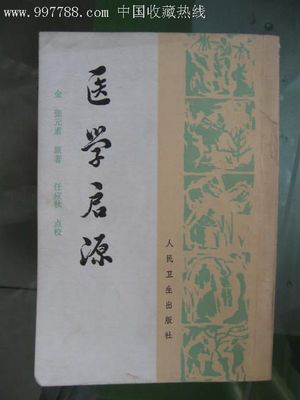 www.997788.com 中国收藏热线
医学启源
金 张元素 原著 任应秋 点校
人民卫生出版社